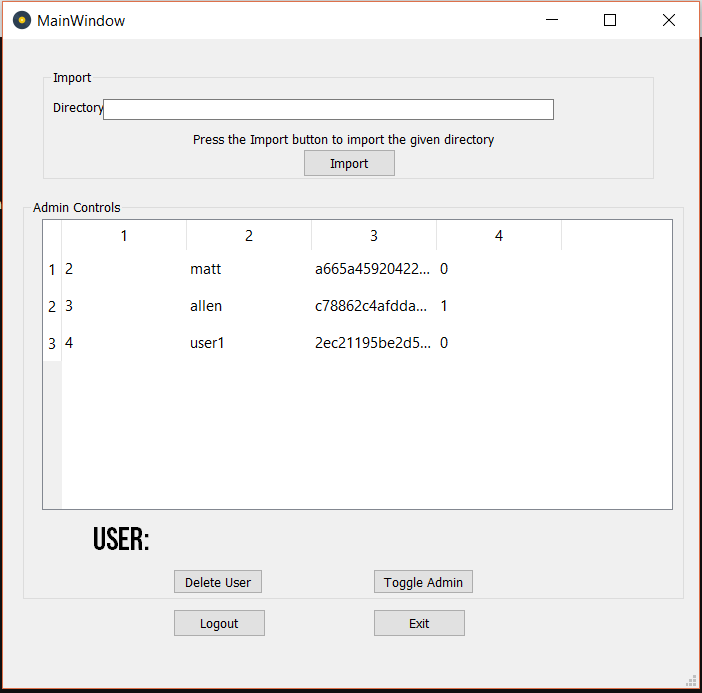 MainWindow
Import
Directory
Press the Import button to import the given directory
Import
Admin Controls
1 2 3 4
1 2 matt a665a45920422... 0
2 3 allen c78862c4afdda... 1
3 4 user1 2ec21195be2d5... 0
USER:
Delete User Toggle Admin
Logout Exit